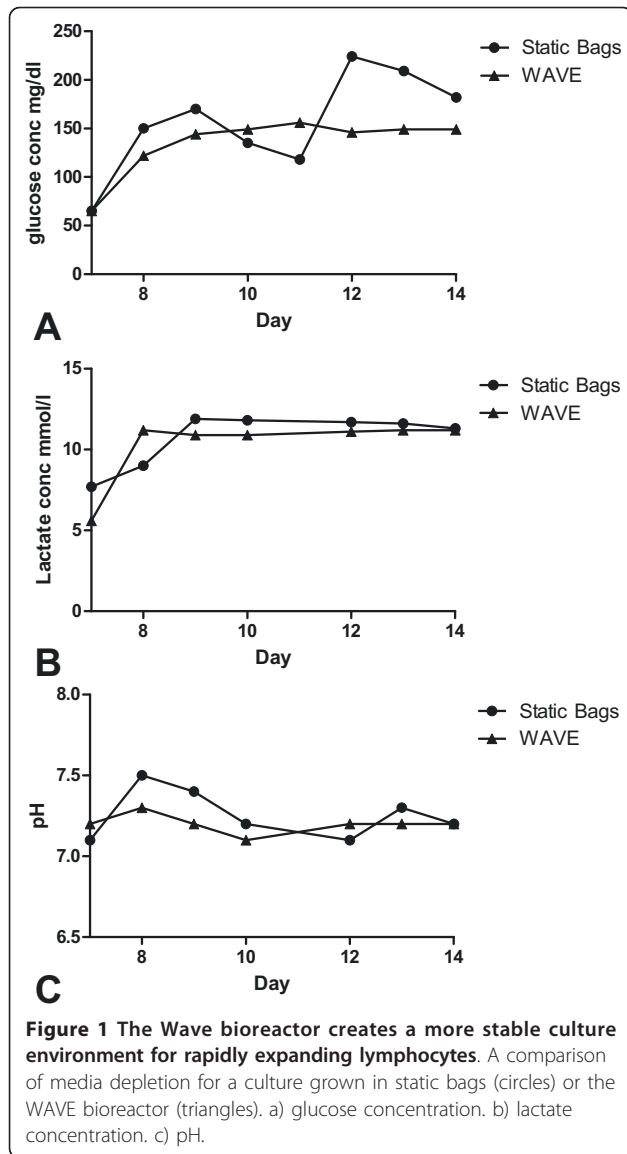 250
200
150
100
50
0
glucose conc mg/dl
8 10 12 14
Day
Static Bags
WAVE
A
15
10
5
0
Lactate conc mmol/l
8 10 12 14
Day
Static Bags
WAVE
B
8.0
7.5
7.0
6.5
pH
8 10 12 14
Day
Static Bags
WAVE
C
Figure 1 The Wave bioreactor creates a more stable culture
environment for rapidly expanding lymphocytes. A comparison
of media depletion for a culture grown in static bags (circles) or the
WAVE bioreactor (triangles). a) glucose concentration. b) lactate
concentration. c) pH.